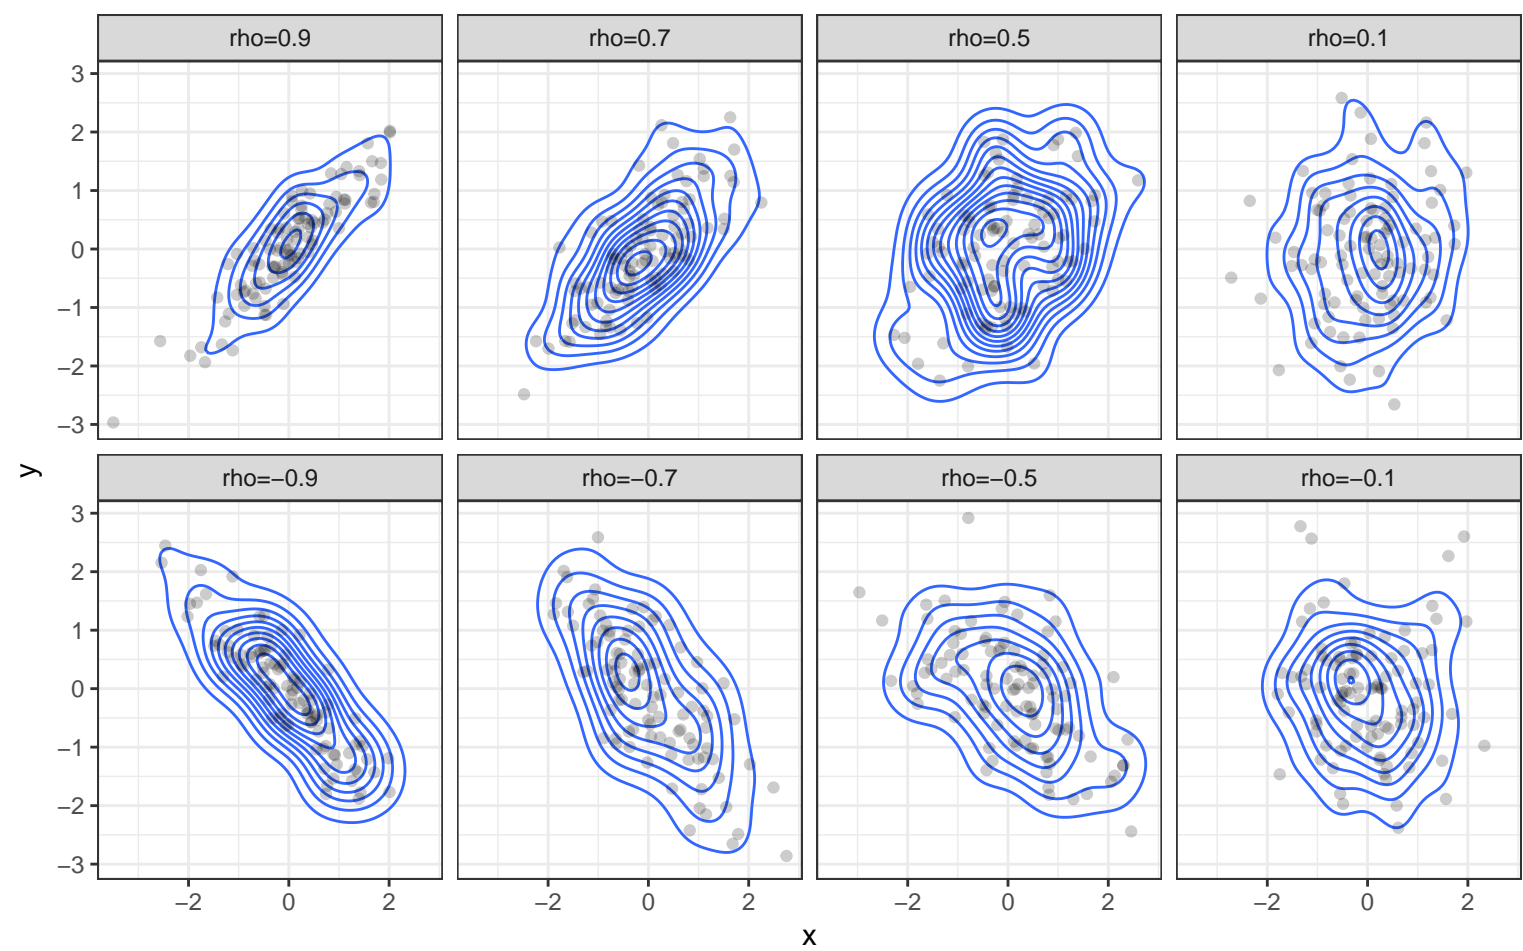 rho=0.9 rho=0.7 rho=0.5 rho=0.1
3
2
1
0
−1
−2
−3
y
rho=−0.9 rho=−0.7 rho=−0.5 rho=−0.1
3
2
1
0
−1
−2
−3
−2 0 2 −2 0 2 −2 0 2 −2 0 2
x